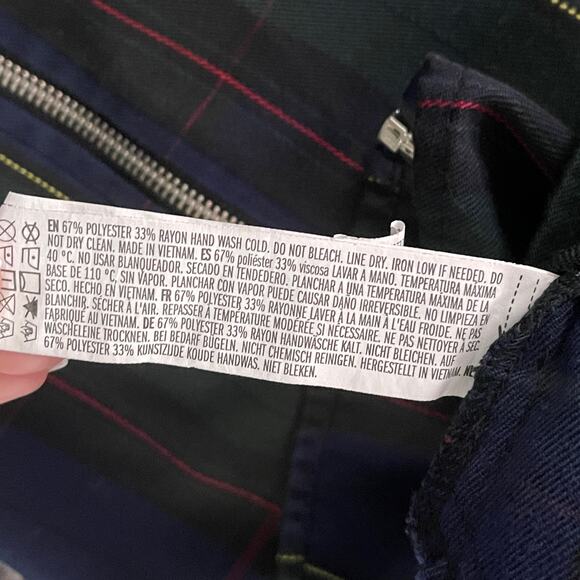 EN 67% POLYESTER 33% RAYON HAND WASH COLD. DO NOT BLEACH. LINE DRY. IRON LOW IF NEEDED. DO
NOT DRY CLEAN. MADE IN VIETNAM. ES 67% poliéster 33% viscosa LAVAR A MANO. TEMPERATURA MÁXIMA
40 °C. NO USAR BLANQUEADOR. SECADO EN TENDEDERO. PLANCHAR A UNA TEMPERATURA MÁXIMA DE LA
BASE DE 110 °C, SIN VAPOR. PLANCHAR CON VAPOR PUEDE CAUSAR DAÑO IRREVERSIBLE. NO LIMPIEZA EN
SECO. HECHO EN VIETNAM. FR 67% POLYESTER 33% RAYONNE LAVER À LA MAIN À L'EAU FROIDE. NE PAS
BLANCHIR. SÉCHER À L'AIR. REPASSER À TEMPÉRATURE MODÉRÉE SI NÉCESSAIRE. NE PAS NETTOYER À SEC.
FABRIQUÉ AU VIETNAM. DE 67% POLYESTER 33% RAYON HANDWÄSCHE KALT. NICHT BLEICHEN. AUF
WÄSCHELEINE TROCKNEN. BEI BEDARF BÜGELN. NICHT CHEMISCH REINIGEN. HERGESTELLT IN VIETNAM. NL
67% POLYESTER 33% KUNSTZIJDE KOUDE HANDWAS. NIET BLEKEN.